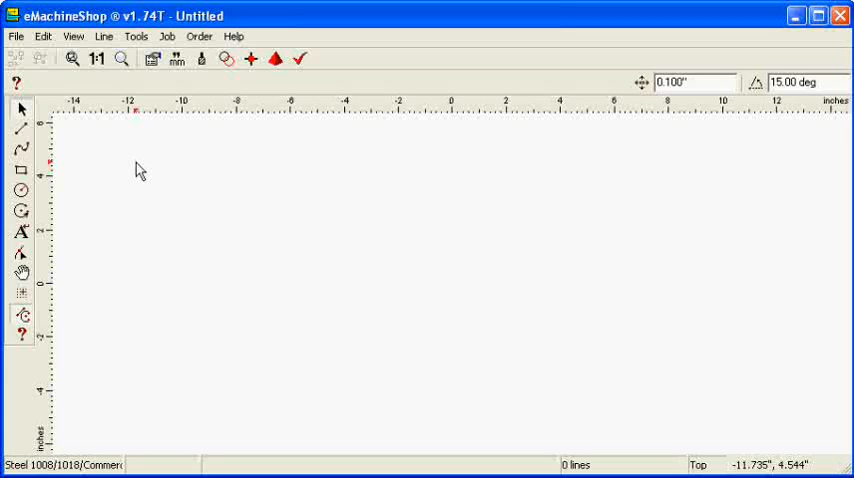 eMachineShop ® v1.74T - Untitled
File Edit View Line Tools Job Order Help
1:1 mm
? 0.100" 15.00 deg
-14 -12 -10 -8 -6 -4 -2 0 2 4 6 8 10 12 inches
6
4
2
0
-2
-4
inches
A
?
Steel 1008/1018/Commerc 0 lines Top -11.735", 4.544"